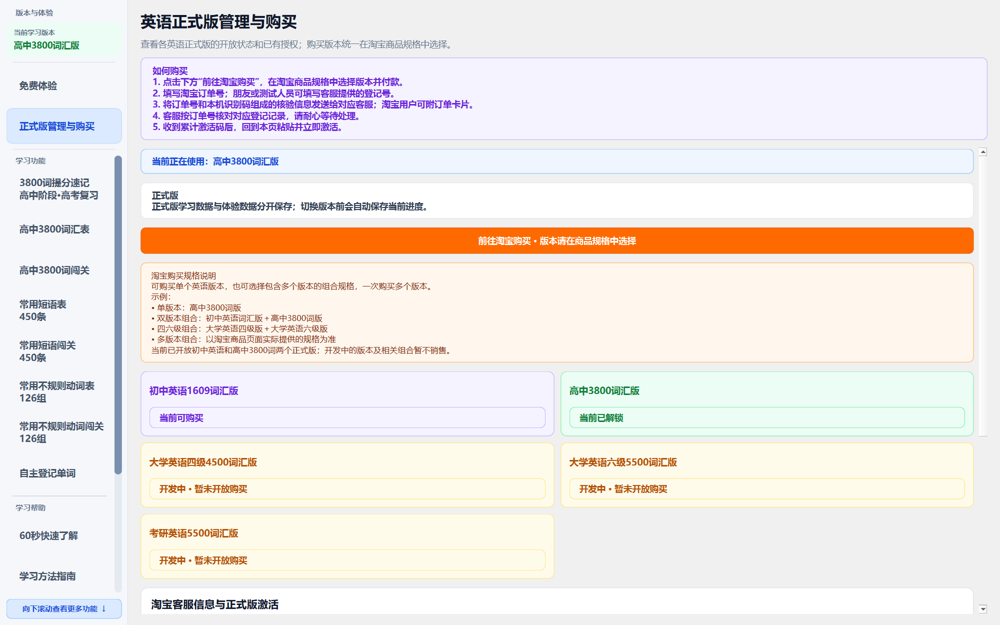 版本与体验
当前学习版本
高中3800词汇版
免费体验
正式版管理与购买
学习功能
3800词提分速记
高中阶段•高考复习
高中3800词汇表
高中3800词闯关
常用短语表
450条
常用短语闯关
450条
常用不规则动词表
126组
常用不规则动词闯关
126组
自主登记单词
学习帮助
60秒快速了解
学习方法指南
向下滚动查看更多功能 ↓
英语正式版管理与购买
查看各英语正式版的开放状态和已有授权；购买版本统一在淘宝商品规格中选择。
如何购买
1. 点击下方“前往淘宝购买”，在淘宝商品规格中选择版本并付款。
2. 填写淘宝订单号；朋友或测试人员可填写客服提供的登记号。
3. 将订单号和本机识别码组成的核验信息发送给对应客服；淘宝用户可附订单卡片。
4. 客服按订单号核对对应登记记录，请耐心等待处理。
5. 收到累计激活码后，回到本页粘贴并立即激活。
当前正在使用：高中3800词汇版
正式版
正式版学习数据与体验数据分开保存；切换版本前会自动保存当前进度。
前往淘宝购买 • 版本请在商品规格中选择
淘宝购买规格说明
可购买单个英语版本，也可选择包含多个版本的组合规格，一次购买多个版本。
示例：
• 单版本：高中3800词版
• 双版本组合：初中英语词汇版＋高中3800词版
• 四六级组合：大学英语四级版＋大学英语六级版
• 多版本组合：以淘宝商品页面实际提供的规格为准
当前已开放初中英语和高中3800词两个正式版；开发中的版本及相关组合暂不销售。
初中英语1609词汇版
当前可购买
高中3800词汇版
当前已解锁
大学英语四级4500词汇版
开发中 • 暂未开放购买
大学英语六级5500词汇版
开发中 • 暂未开放购买
考研英语5500词汇版
开发中 • 暂未开放购买
淘宝客服信息与正式版激活